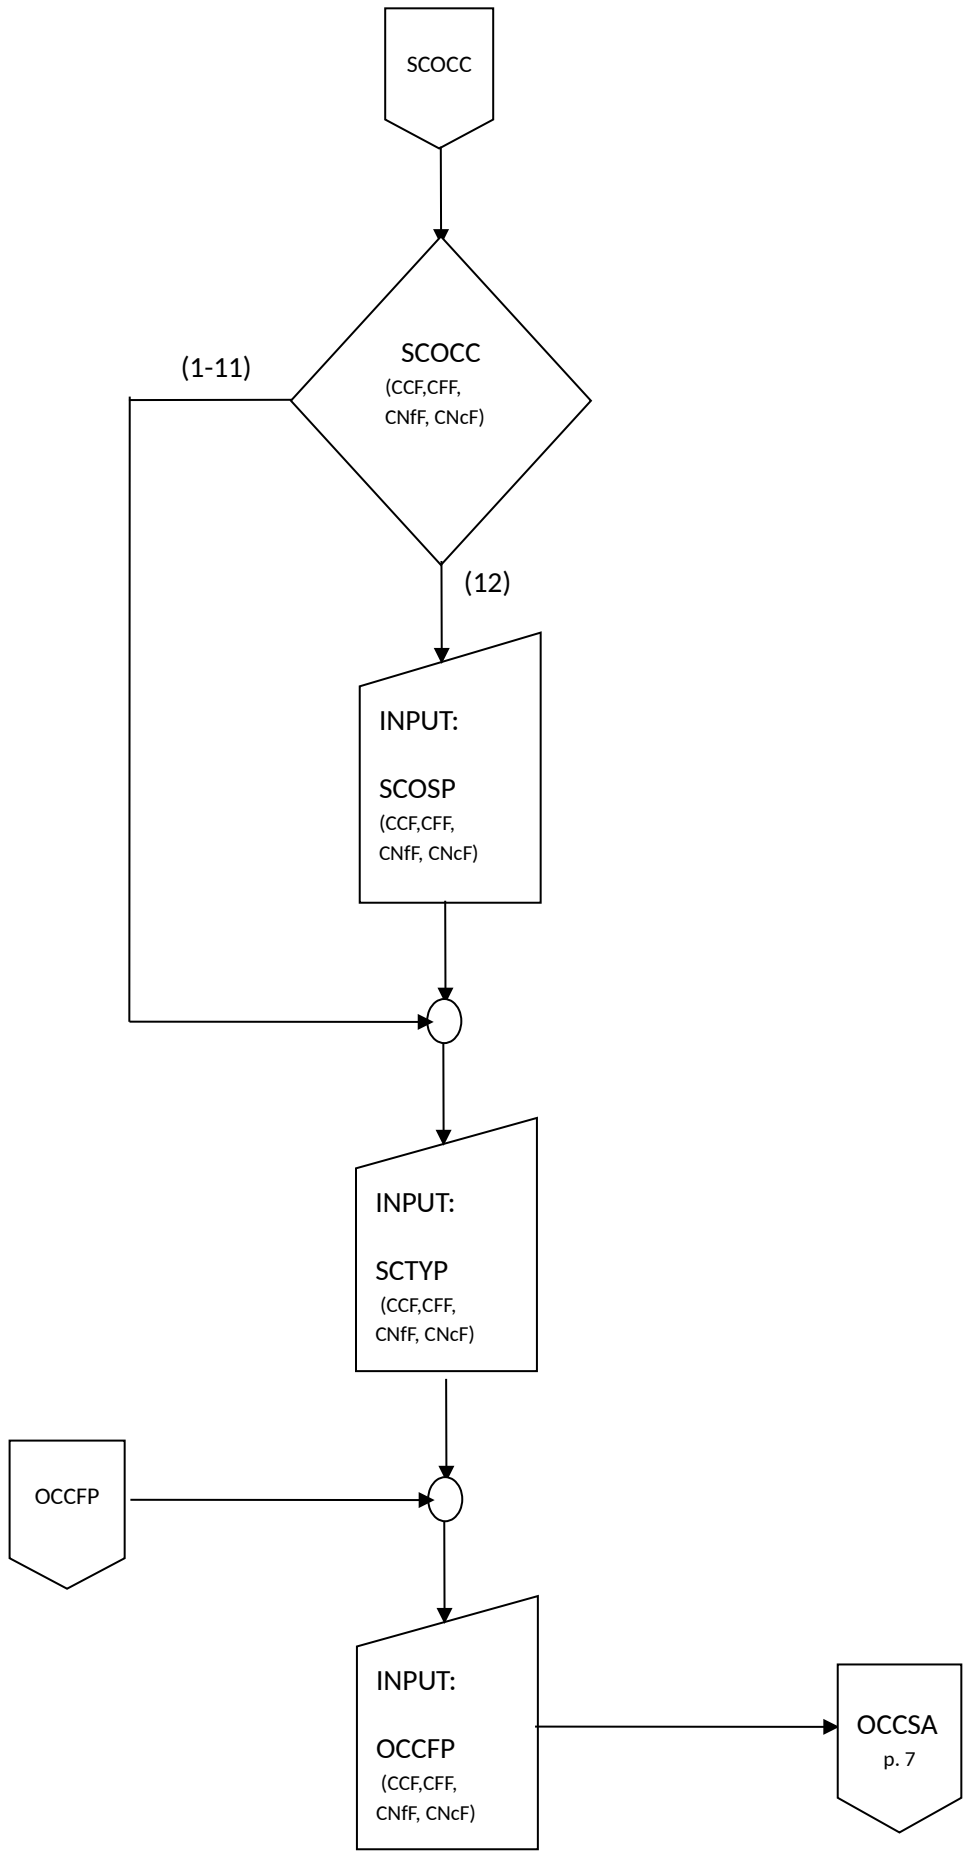 SCOCC
SCOCC
(CCF,CFF,
CNfF, CNcF)
(1-11)
(12)
INPUT:
SCOSP
(CCF,CFF,
CNfF, CNcF)
INPUT:
SCTYP
(CCF,CFF,
CNfF, CNcF)
OCCFP
INPUT:
OCCFP
(CCF,CFF,
CNfF, CNcF)
OCCSA
p. 7